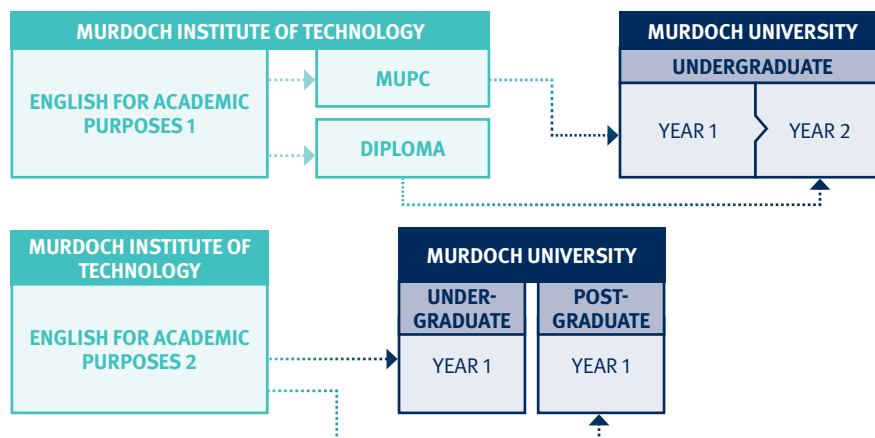 MURDOCH INSTITUTE OF TECHNOLOGY
ENGLISH FOR ACADEMIC
PURPOSES 1
MUPC
DIPLOMA
MURDOCH UNIVERSITY
UNDERGRADUATE
YEAR 1
YEAR 2
MURDOCH INSTITUTE OF
TECHNOLOGY
ENGLISH FOR ACADEMIC
PURPOSES 2
MURDOCH UNIVERSITY
UNDER-
GRADUATE
YEAR 1
POST-
GRADUATE
YEAR 1